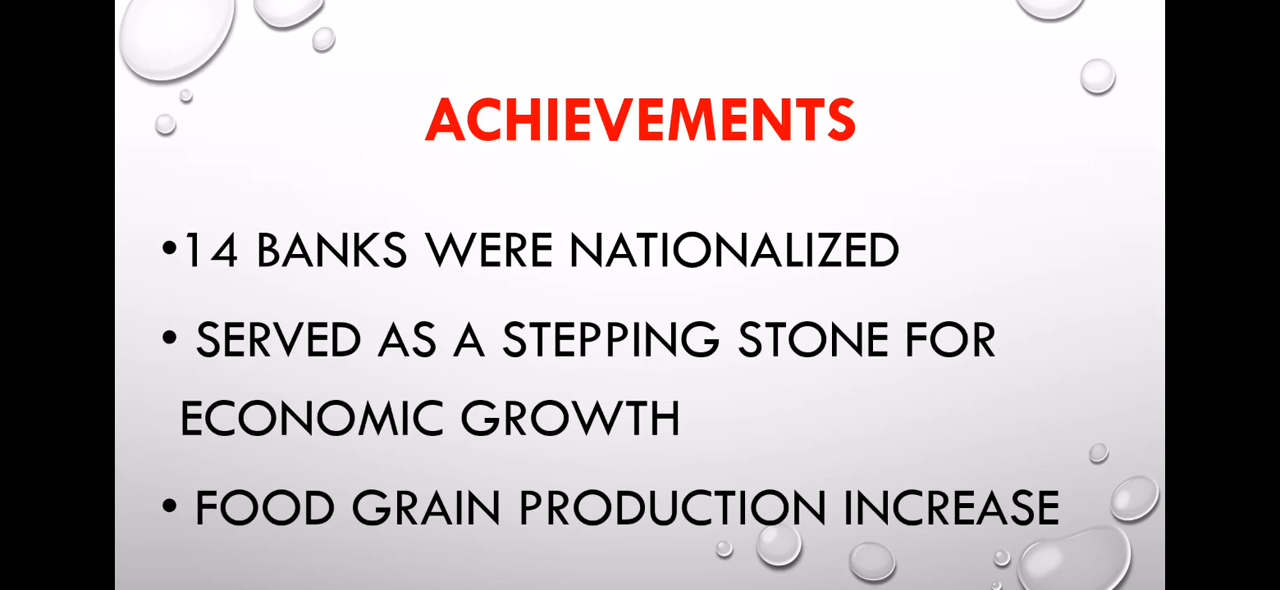 ACHIEVEMENTS
•14 BANKS WERE NATIONALIZED
• SERVED AS A STEPPING STONE FOR
ECONOMIC GROWTH
• FOOD GRAIN PRODUCTION INCREASE